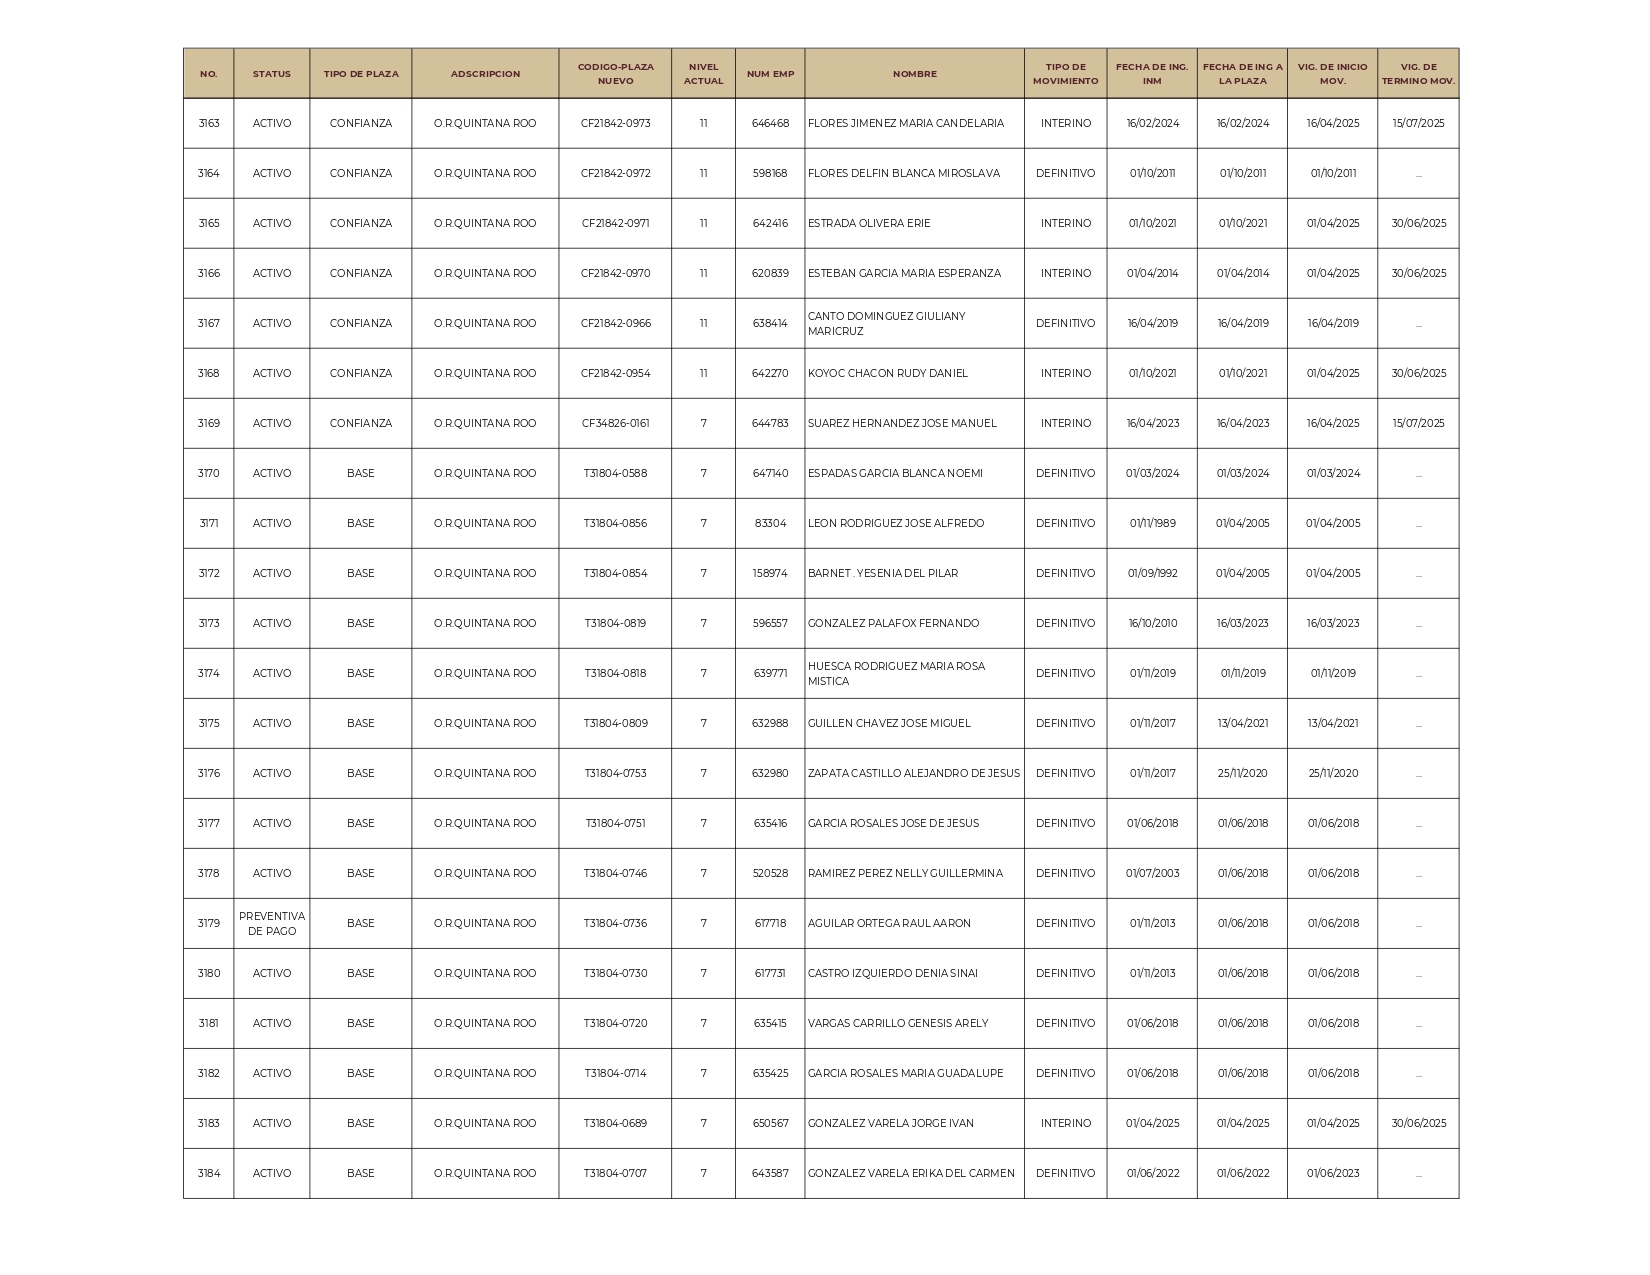 NO. STATUS TIPO DE PLAZA ADSCRIPCION CODIGO-PLAZA NUEVO NIVEL ACTUAL NUM EMP NOMBRE TIPO DE MOVIMIENTO FECHA DE ING. INM FECHA DE ING A LA PLAZA VIG. DE INICIO MOV. VIG. DE TERMINO MOV.
3163 ACTIVO CONFIANZA O.R.QUINTANA ROO CF21842-0973 11 646468 FLORES JIMENEZ MARIA CANDELARIA INTERINO 16/02/2024 16/02/2024 16/04/2025 15/07/2025
3164 ACTIVO CONFIANZA O.R.QUINTANA ROO CF21842-0972 11 598168 FLORES DELFIN BLANCA MIROSLAVA DEFINITIVO 01/10/2011 01/10/2011 01/10/2011 ...
3165 ACTIVO CONFIANZA O.R.QUINTANA ROO CF21842-0971 11 642416 ESTRADA OLIVERA ERIE INTERINO 01/10/2021 01/10/2021 01/04/2025 30/06/2025
3166 ACTIVO CONFIANZA O.R.QUINTANA ROO CF21842-0970 11 620839 ESTEBAN GARCIA MARIA ESPERANZA INTERINO 01/04/2014 01/04/2014 01/04/2025 30/06/2025
3167 ACTIVO CONFIANZA O.R.QUINTANA ROO CF21842-0966 11 638414 CANTO DOMINGUEZ GIULIANY MARICRUZ DEFINITIVO 16/04/2019 16/04/2019 16/04/2019 ...
3168 ACTIVO CONFIANZA O.R.QUINTANA ROO CF21842-0954 11 642270 KOYOC CHACON RUDY DANIEL INTERINO 01/10/2021 01/10/2021 01/04/2025 30/06/2025
3169 ACTIVO CONFIANZA O.R.QUINTANA ROO CF34826-0161 7 644783 SUAREZ HERNANDEZ JOSE MANUEL INTERINO 16/04/2023 16/04/2023 16/04/2025 15/07/2025
3170 ACTIVO BASE O.R.QUINTANA ROO T31804-0588 7 647140 ESPADAS GARCIA BLANCA NOEMI DEFINITIVO 01/03/2024 01/03/2024 01/03/2024 ...
3171 ACTIVO BASE O.R.QUINTANA ROO T31804-0856 7 83304 LEON RODRIGUEZ JOSE ALFREDO DEFINITIVO 01/11/1989 01/04/2005 01/04/2005 ...
3172 ACTIVO BASE O.R.QUINTANA ROO T31804-0854 7 158974 BARNET . YESENIA DEL PILAR DEFINITIVO 01/09/1992 01/04/2005 01/04/2005 ...
3173 ACTIVO BASE O.R.QUINTANA ROO T31804-0819 7 596557 GONZALEZ PALAFOX FERNANDO DEFINITIVO 16/10/2010 16/03/2023 16/03/2023 ...
3174 ACTIVO BASE O.R.QUINTANA ROO T31804-0818 7 639771 HUESCA RODRIGUEZ MARIA ROSA MISTICA DEFINITIVO 01/11/2019 01/11/2019 01/11/2019 ...
3175 ACTIVO BASE O.R.QUINTANA ROO T31804-0809 7 632988 GUILLEN CHAVEZ JOSE MIGUEL DEFINITIVO 01/11/2017 13/04/2021 13/04/2021 ...
3176 ACTIVO BASE O.R.QUINTANA ROO T31804-0753 7 632980 ZAPATA CASTILLO ALEJANDRO DE JESUS DEFINITIVO 01/11/2017 25/11/2020 25/11/2020 ...
3177 ACTIVO BASE O.R.QUINTANA ROO T31804-0751 7 635416 GARCIA ROSALES JOSE DE JESUS DEFINITIVO 01/06/2018 01/06/2018 01/06/2018 ...
3178 ACTIVO BASE O.R.QUINTANA ROO T31804-0746 7 520528 RAMIREZ PEREZ NELLY GUILLERMINA DEFINITIVO 01/07/2003 01/06/2018 01/06/2018 ...
3179 PREVENTIVA DE PAGO BASE O.R.QUINTANA ROO T31804-0736 7 617718 AGUILAR ORTEGA RAUL AARON DEFINITIVO 01/11/2013 01/06/2018 01/06/2018 ...
3180 ACTIVO BASE O.R.QUINTANA ROO T31804-0730 7 617731 CASTRO IZQUIERDO DENIA SINAI DEFINITIVO 01/11/2013 01/06/2018 01/06/2018 ...
3181 ACTIVO BASE O.R.QUINTANA ROO T31804-0720 7 635415 VARGAS CARRILLO GENESIS ARELY DEFINITIVO 01/06/2018 01/06/2018 01/06/2018 ...
3182 ACTIVO BASE O.R.QUINTANA ROO T31804-0714 7 635425 GARCIA ROSALES MARIA GUADALUPE DEFINITIVO 01/06/2018 01/06/2018 01/06/2018 ...
3183 ACTIVO BASE O.R.QUINTANA ROO T31804-0689 7 650567 GONZALEZ VARELA JORGE IVAN INTERINO 01/04/2025 01/04/2025 01/04/2025 30/06/2025
3184 ACTIVO BASE O.R.QUINTANA ROO T31804-0707 7 643587 GONZALEZ VARELA ERIKA DEL CARMEN DEFINITIVO 01/06/2022 01/06/2022 01/06/2023 ...